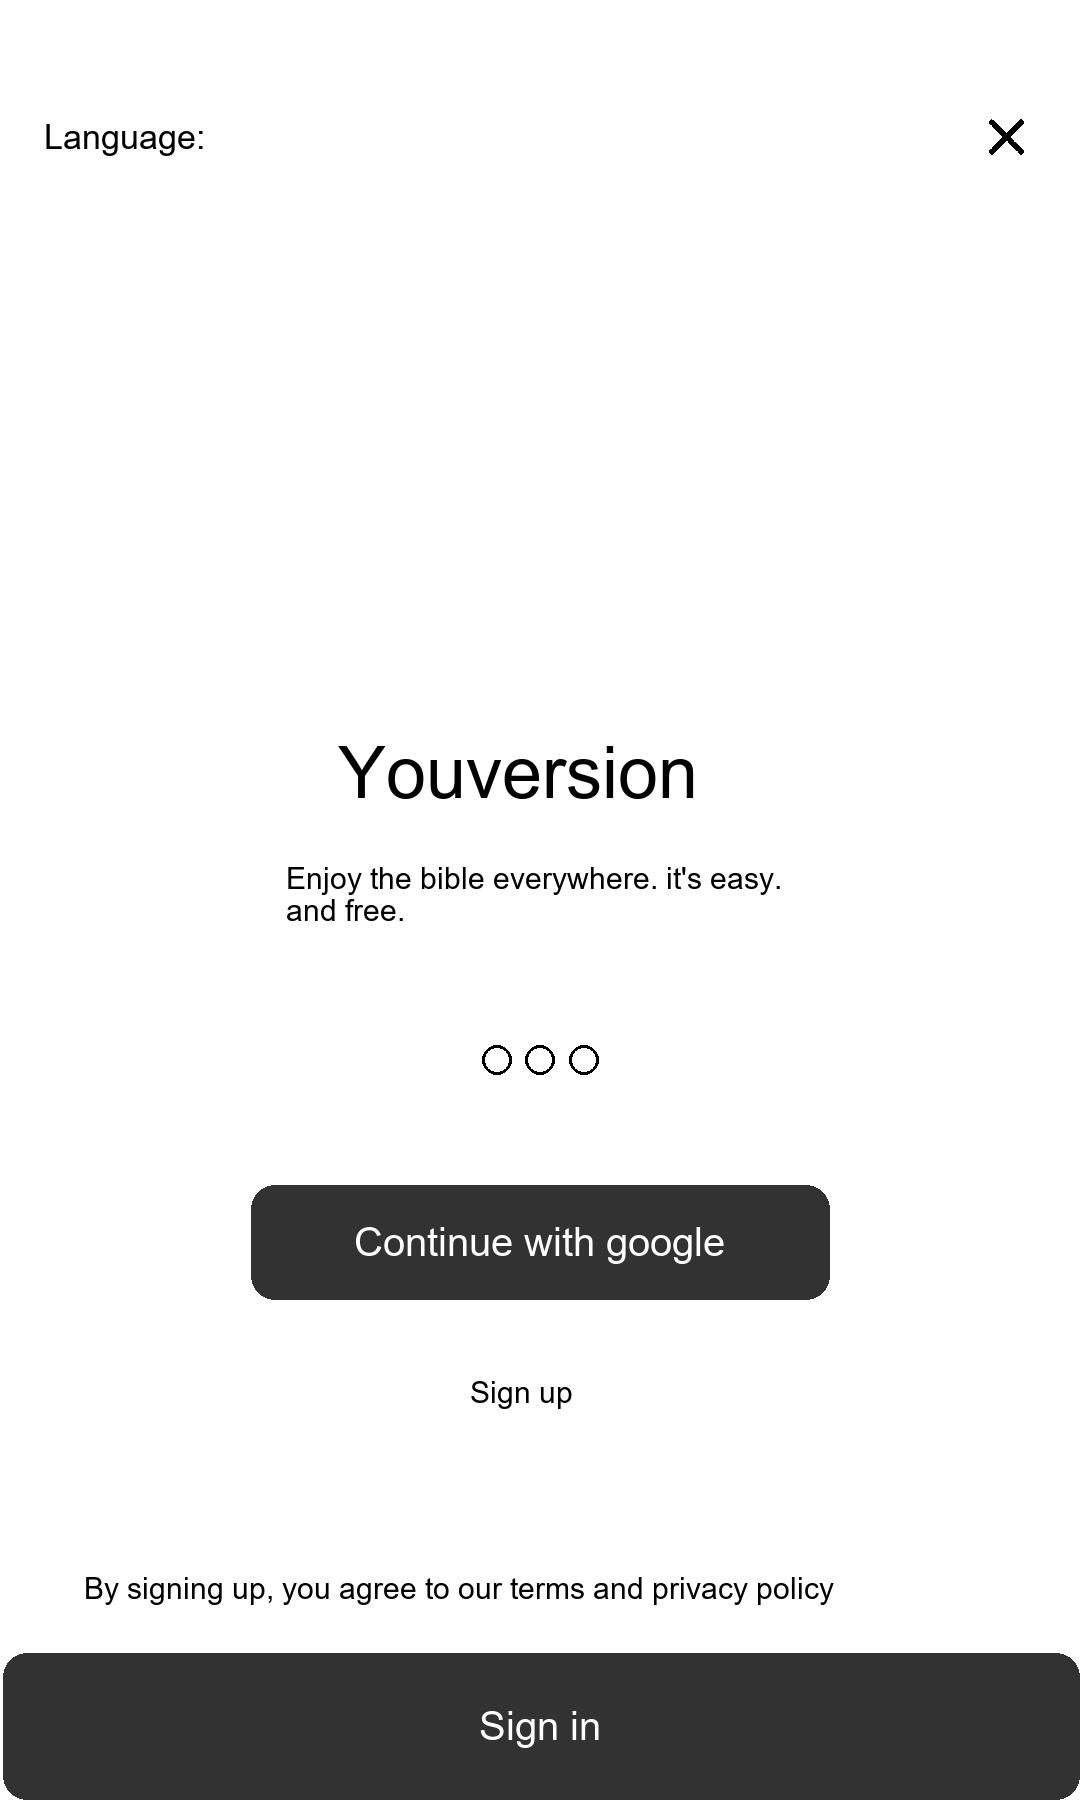 Language:
Youversion
Enjoy the bible everywhere. it's easy.
and free.
Continue with google
Sign up
By signing up, you agree to our terms and privacy policy
Sign in